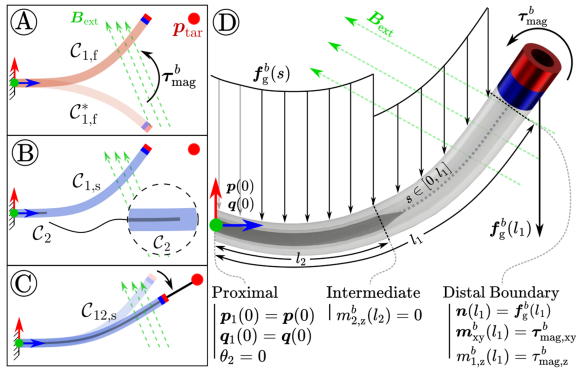 A
B_ext
p_tar
C_1,f
τ^b_mag
C^*_1,f
B
C_1,s
C_2
C_2
C
C_12,s
D
B_ext
τ^b_mag
f^b_g(s)
p(0)
q(0)
s ∈ [0, l_1]
l_2
l_1
f^b_g(l_1)
Proximal
p_1(0) = p(0)
q_1(0) = q(0)
θ_2 = 0
Intermediate
m^b_2,z(l_2) = 0
Distal Boundary
n(l_1) = f^b_g(l_1)
m^b_xy(l_1) = τ^b_mag,xy
m^b_1,z(l_1) = τ^b_mag,z